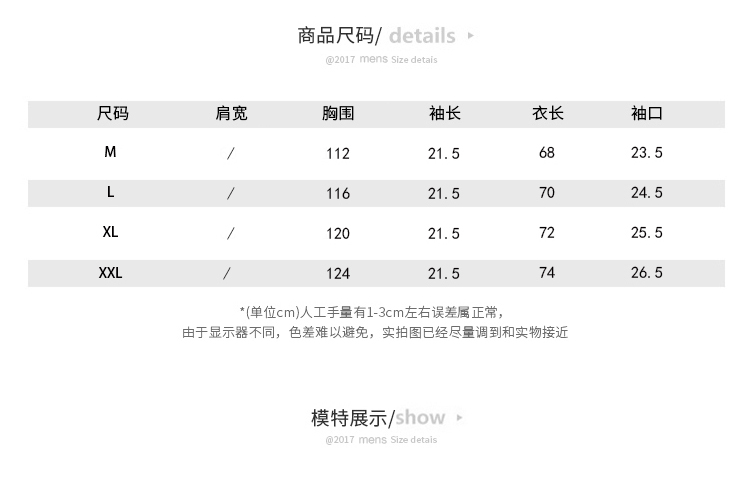 商品尺码/ details
@2017 mens Size detais
尺码 肩宽 胸围 袖长 衣长 袖口
M / 112 21.5 68 23.5
L / 116 21.5 70 24.5
XL / 120 21.5 72 25.5
XXL / 124 21.5 74 26.5
*(单位cm)人工手量有1-3cm左右误差属正常,
由于显示器不同，色差难以避免，实拍图已经尽量调到和实物接近
模特展示/show
@2017 mens Size detais